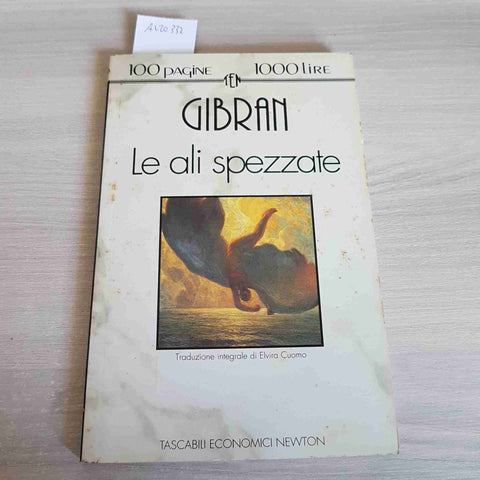 100 pagine 1000 lire
TEN
GIBRAN
Le ali spezzate
Traduzione integrale di Elvira Cuomo
TASCABILI ECONOMICI NEWTON